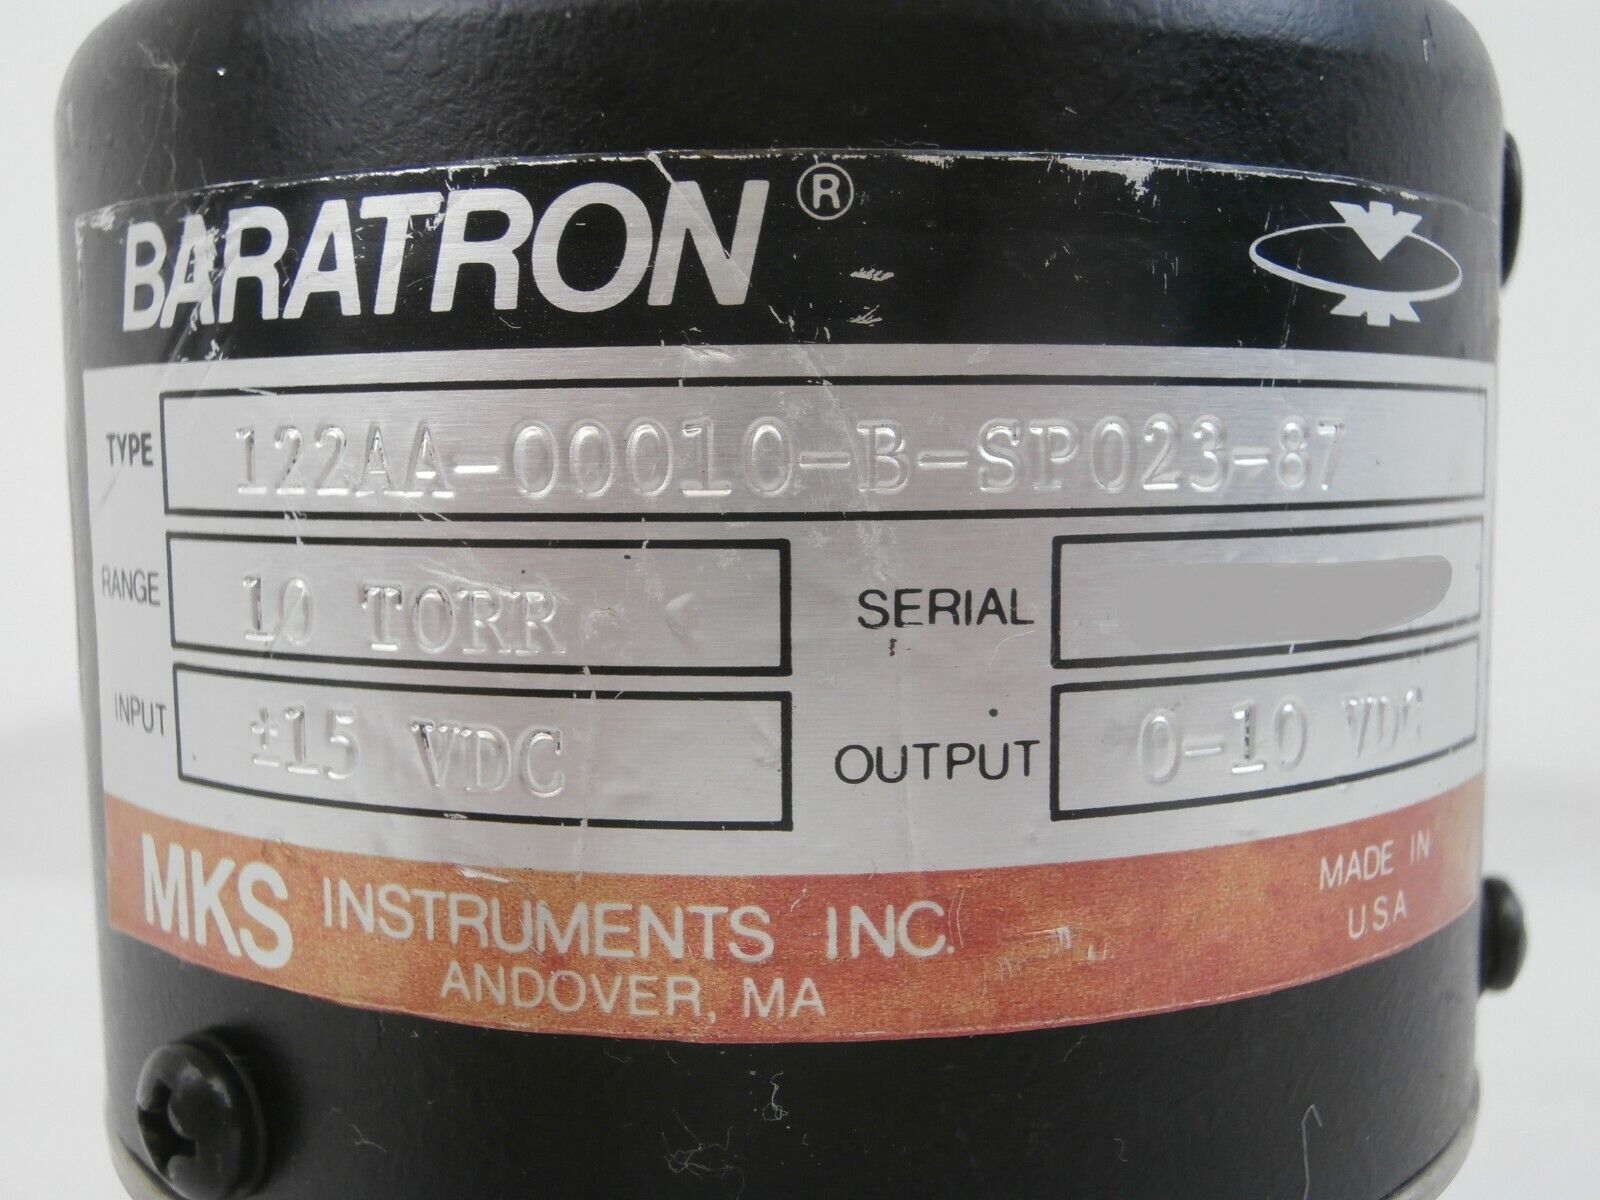 BARATRON ®
TYPE 122AA-00010-B-SP023-87
RANGE 10 TORR SERIAL
INPUT ±15 VDC OUTPUT 0-10 VDC
MKS INSTRUMENTS INC. MADE IN
ANDOVER, MA U.S.A